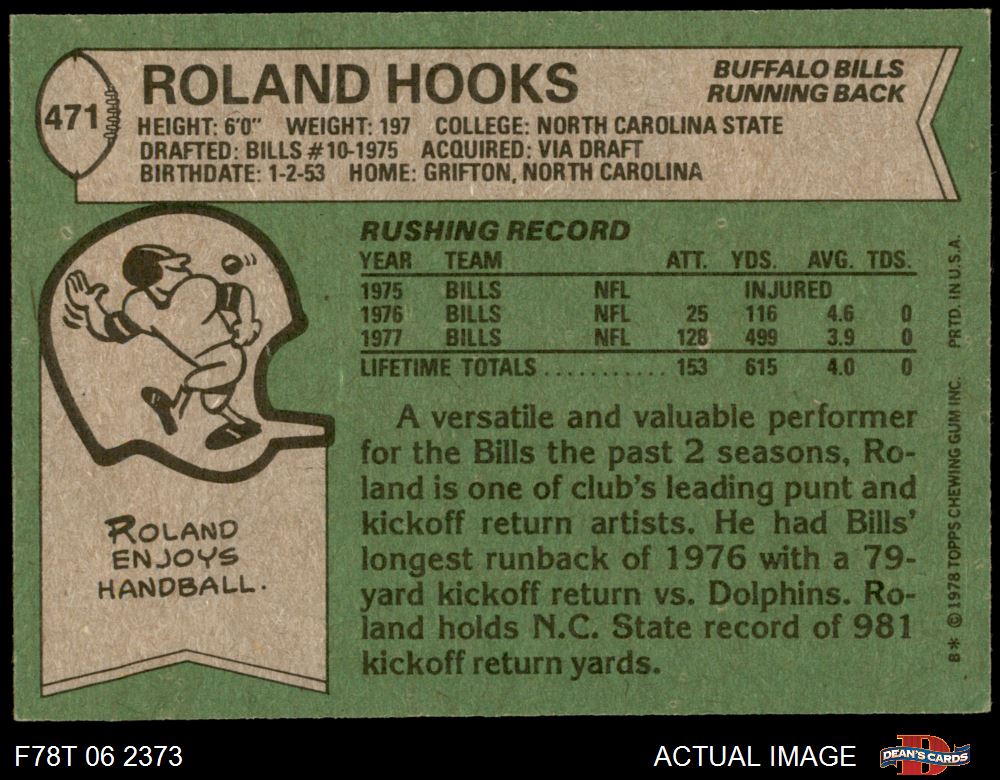 471
ROLAND HOOKS
BUFFALO BILLS
RUNNING BACK
HEIGHT: 6'0" WEIGHT: 197 COLLEGE: NORTH CAROLINA STATE
DRAFTED: BILLS #10-1975 ACQUIRED: VIA DRAFT
BIRTHDATE: 1-2-53 HOME: GRIFTON, NORTH CAROLINA
RUSHING RECORD
YEAR TEAM ATT. YDS. AVG. TDS.
1975 BILLS NFL INJURED
1976 BILLS NFL 25 116 4.6 0
1977 BILLS NFL 128 499 3.9 0
LIFETIME TOTALS ........... 153 615 4.0 0
A versatile and valuable performer
for the Bills the past 2 seasons, Ro-
land is one of club's leading punt and
kickoff return artists. He had Bills'
longest runback of 1976 with a 79-
yard kickoff return vs. Dolphins. Ro-
land holds N.C. State record of 981
kickoff return yards.
ROLAND
ENJOYS
HANDBALL.
8* © 1978 TOPPS CHEWING GUM INC. PRTD. IN U.S.A.
F78T 06 2373
ACTUAL IMAGE
DEAN'S CARDS